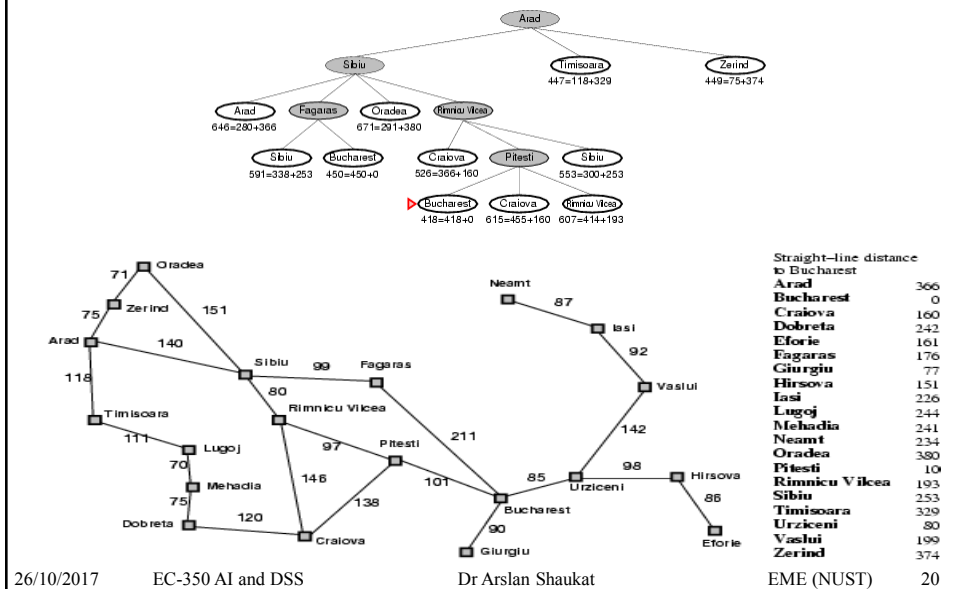 Arad
Sibiu Timisoara Zerind
447=118+329 449=75+374
Arad Fagaras Oradea Rimnicu Vilcea
646=280+366 671=291+380
Sibiu Bucharest Craiova Pitesti Sibiu
591=338+253 450=450+0 526=366+160 553=300+253
Bucharest Craiova Rimnicu Vilcea
418=418+0 615=455+160 607=414+193
Oradea
71
Zerind
75
151
Arad
140
118
Sibiu
99
Fagaras
80
Timisoara
Rimnicu Vilcea
111
Lugoj
97
Pitesti
211
70
Mehadia
146
101
75
138
Dobreta
120
Craiova
Bucharest
90
Giurgiu
85
Urziceni
98
Hirsova
86
Eforie
142
Vaslui
92
Iasi
87
Neamt
Straight-line distance
to Bucharest
Arad 366
Bucharest 0
Craiova 160
Dobreta 242
Eforie 161
Fagaras 176
Giurgiu 77
Hirsova 151
Iasi 226
Lugoj 244
Mehadia 241
Neamt 234
Oradea 380
Pitesti 10
Rimnicu Vilcea 193
Sibiu 253
Timisoara 329
Urziceni 80
Vaslui 199
Zerind 374
26/10/2017 EC-350 AI and DSS Dr Arslan Shaukat EME (NUST) 20